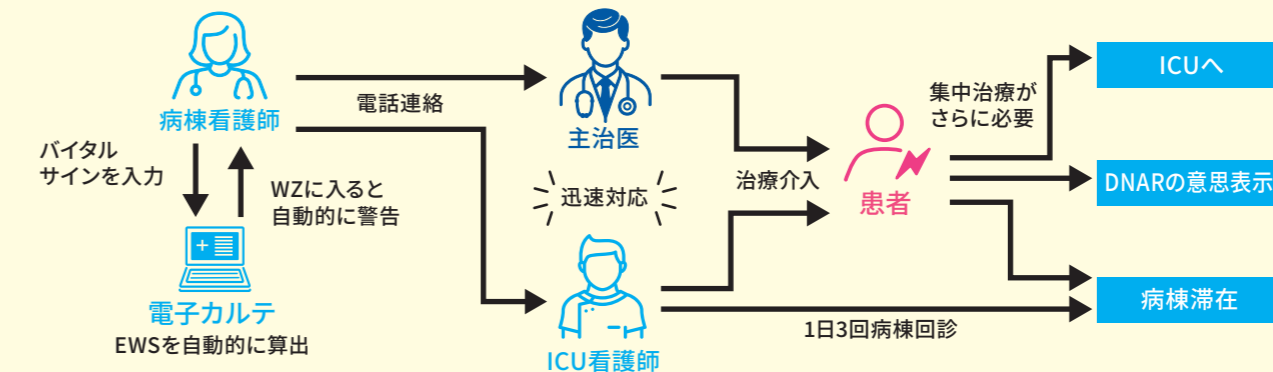 病棟看護師
バイタル
サインを入力
WZに入ると
自動的に警告
電子カルテ
EWSを自動的に算出
電話連絡
主治医
迅速対応
ICU看護師
治療介入
患者
1日3回病棟回診
集中治療が
さらに必要
ICUへ
DNARの意思表示
病棟滞在